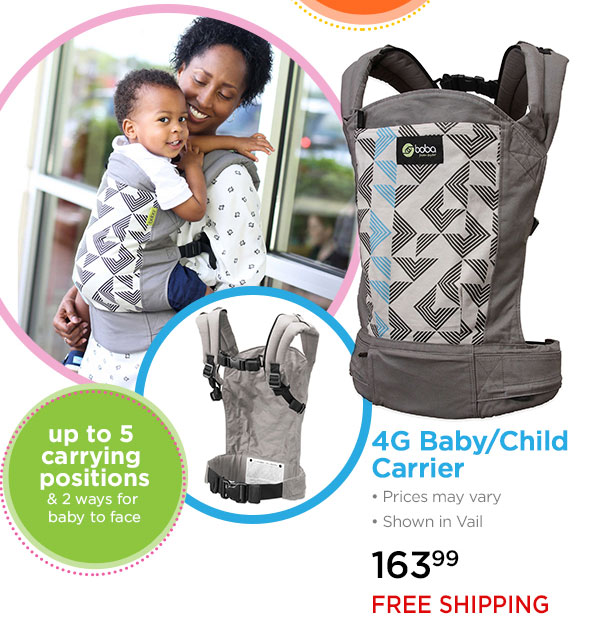 boba
up to 5
carrying
positions
& 2 ways for
baby to face
4G Baby/Child
Carrier
• Prices may vary
• Shown in Vail
163⁹⁹
FREE SHIPPING